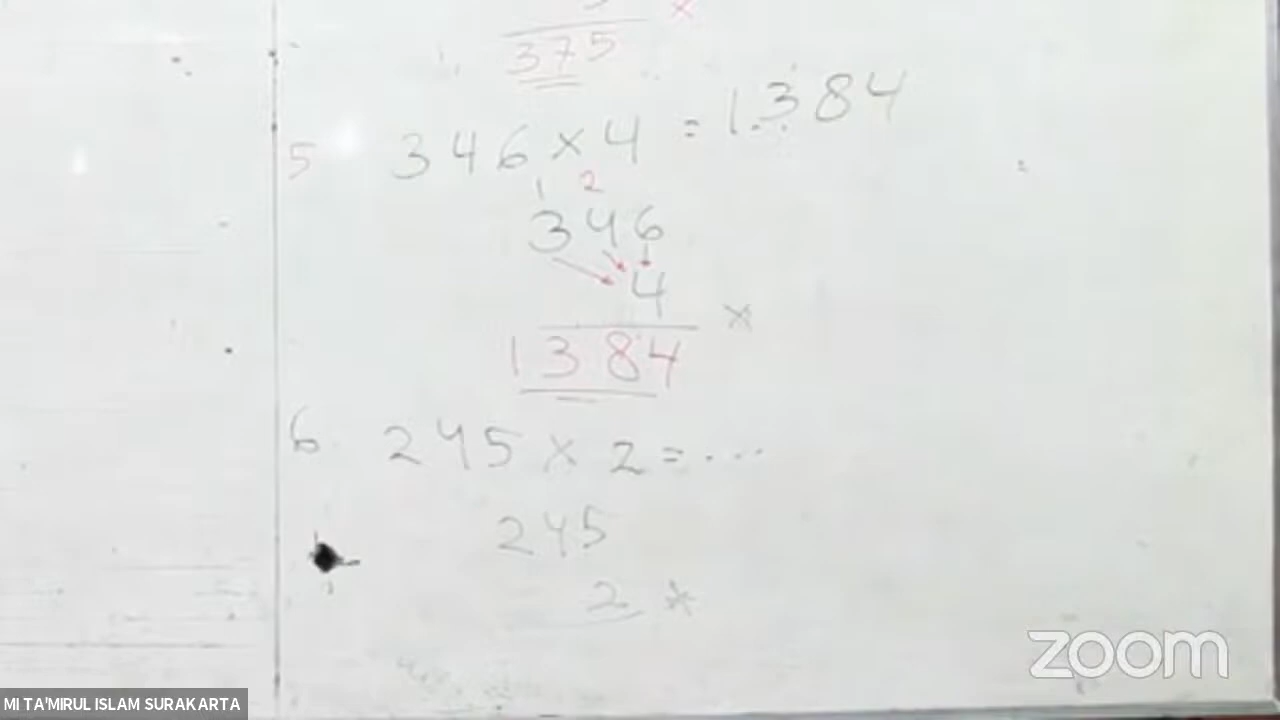 375
5 346 × 4 = 1.384
1 2
346
4 ×
1384
6. 245 × 2 = ....
245
2 ×
zoom
MI TA'MIRUL ISLAM SURAKARTA